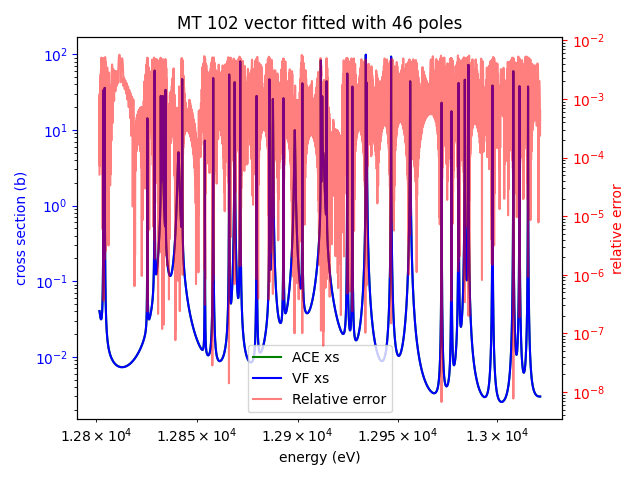 MT 102 vector fitted with 46 poles
cross section (b)
10²
10¹
10⁰
10⁻¹
10⁻²
10⁻²
10⁻³
10⁻⁴
10⁻⁵
10⁻⁶
10⁻⁷
10⁻⁸
relative error
ACE xs
VF xs
Relative error
1.28 × 10⁴ 1.285 × 10⁴ 1.29 × 10⁴ 1.295 × 10⁴ 1.3 × 10⁴
energy (eV)